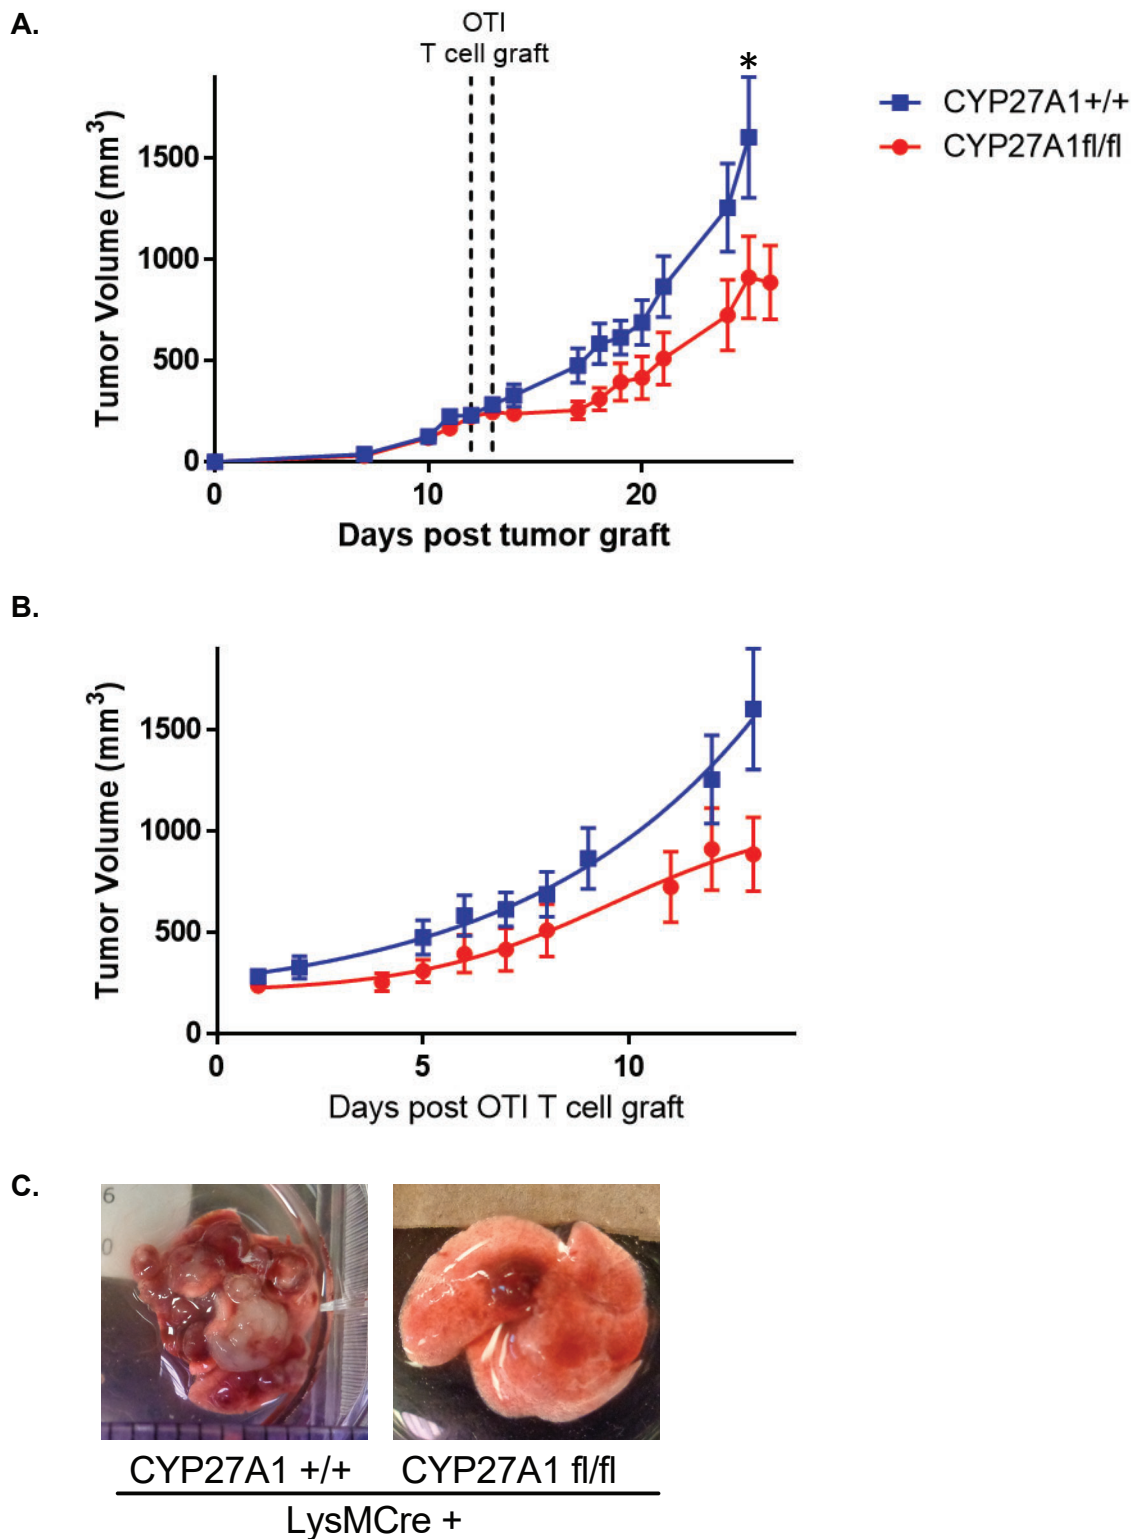 A.
OTI
T cell graft
*
CYP27A1+/+
CYP27A1fl/fl
Tumor Volume (mm³)
1500
1000
500
0
0 10 20
Days post tumor graft
B.
Tumor Volume (mm³)
1500
1000
500
0
0 5 10
Days post OTI T cell graft
C.
6
0
CYP27A1 +/+ CYP27A1 fl/fl
LysMCre +